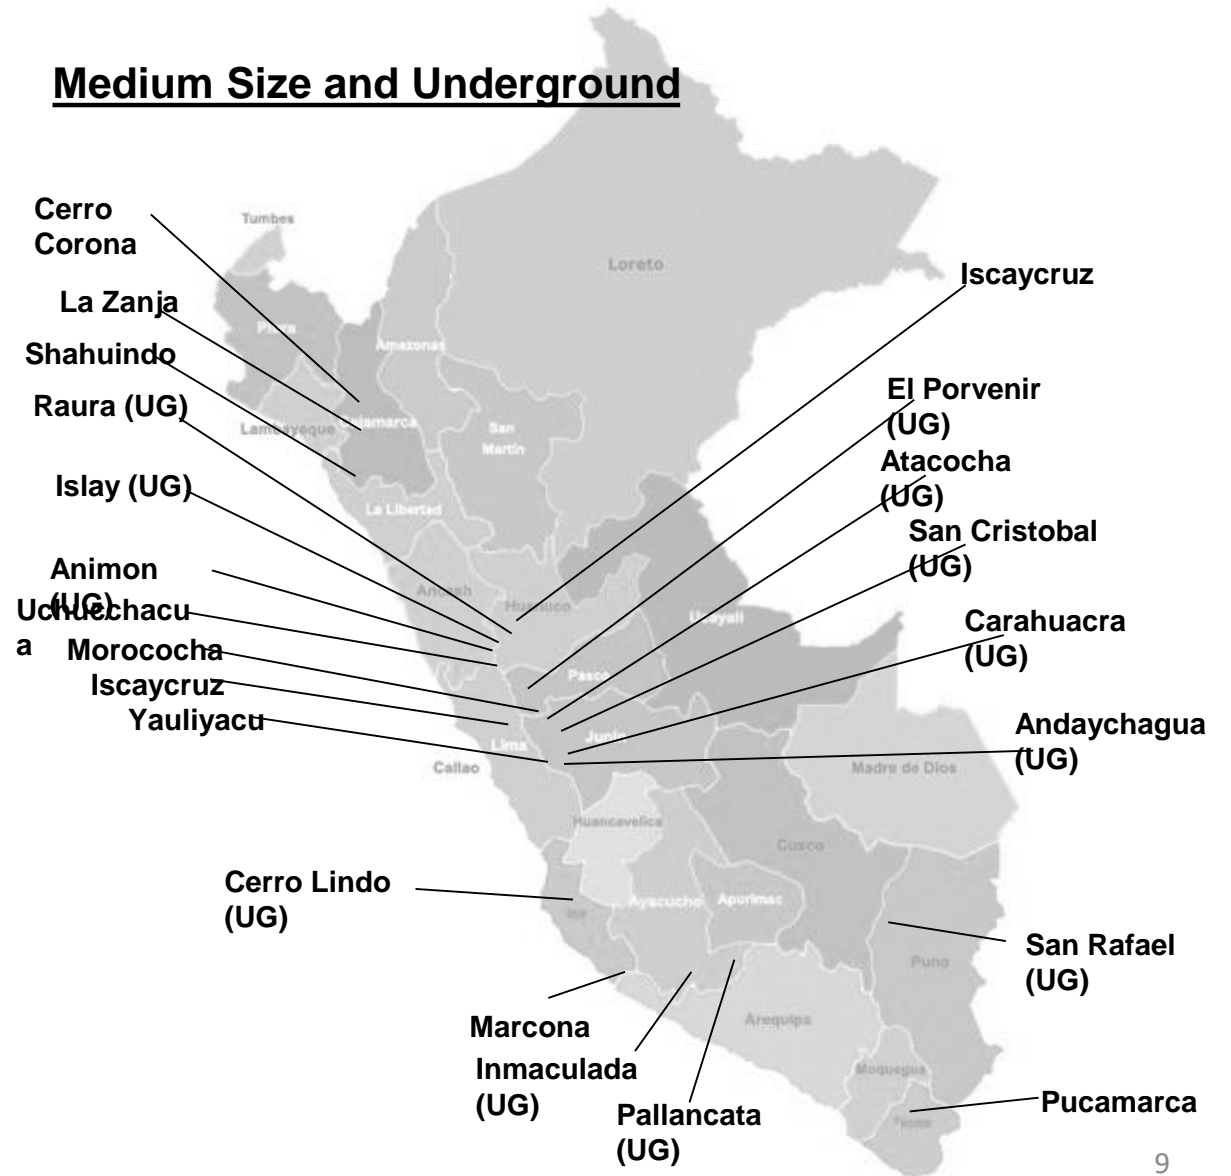 Medium Size and Underground
Cerro
Corona
Tumbes
Loreto
Iscaycruz
La Zanja
Piura
Amazonas
Shahuindo
Raura (UG)
El Porvenir
(UG)
Lambayeque
Cajamarca
San
Martín
Atacocha
(UG)
Islay (UG)
La Libertad
San Cristobal
(UG)
Animon
(UG)
Ancash
Huanuco
Uchucchacu
a
Ucayali
Carahuacra
(UG)
Morococha
Pasco
Iscaycruz
Yauliyacu
Lima
Junín
Andaychagua
(UG)
Callao
Madre de Dios
Huancavelica
Cusco
Cerro Lindo
(UG)
Ica
Ayacucho
Apurimac
San Rafael
(UG)
Puno
Marcona
Arequipa
Inmaculada
(UG)
Moquegua
Pallancata
(UG)
Pucamarca
Tacna
9